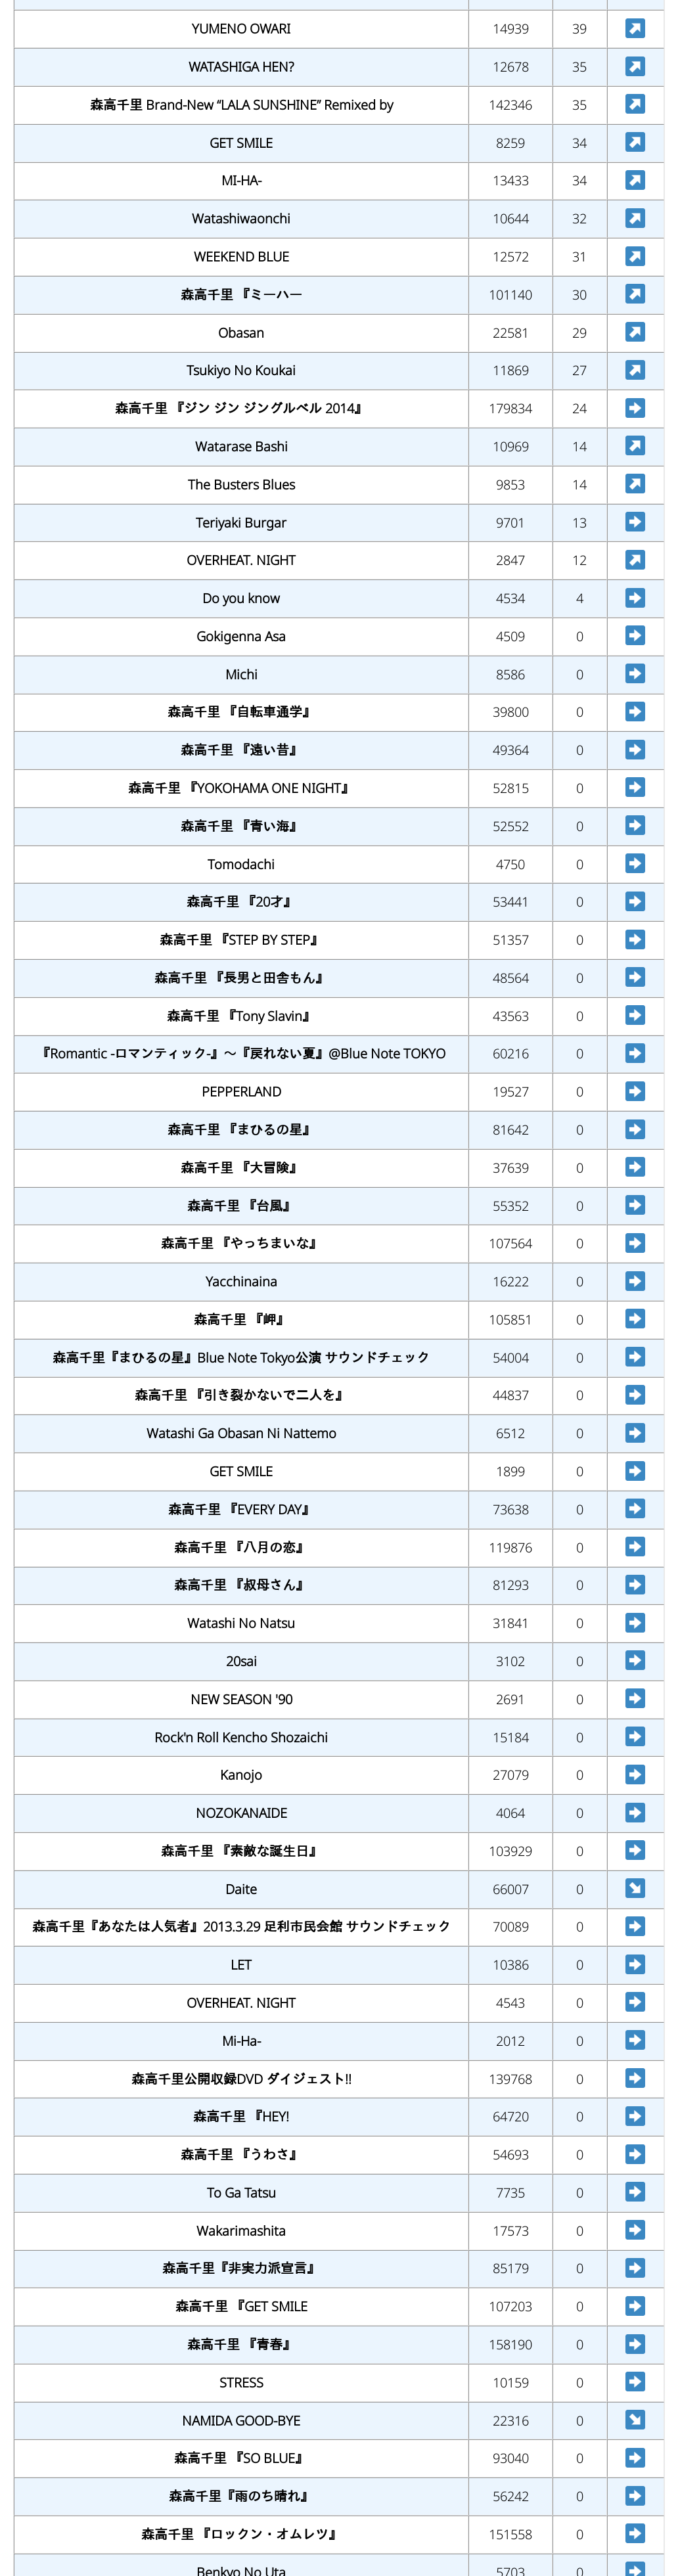 YUMENO OWARI 14939 39
WATASHIGA HEN? 12678 35
森高千里 Brand-New “LALA SUNSHINE” Remixed by 142346 35
GET SMILE 8259 34
MI-HA- 13433 34
Watashiwaonchi 10644 32
WEEKEND BLUE 12572 31
森高千里 『ミーハー 101140 30
Obasan 22581 29
Tsukiyo No Koukai 11869 27
森高千里 『ジン ジン ジングルベル 2014』 179834 24
Watarase Bashi 10969 14
The Busters Blues 9853 14
Teriyaki Burgar 9701 13
OVERHEAT. NIGHT 2847 12
Do you know 4534 4
Gokigenna Asa 4509 0
Michi 8586 0
森高千里 『自転車通学』 39800 0
森高千里 『遠い昔』 49364 0
森高千里 『YOKOHAMA ONE NIGHT』 52815 0
森高千里 『青い海』 52552 0
Tomodachi 4750 0
森高千里 『20才』 53441 0
森高千里 『STEP BY STEP』 51357 0
森高千里 『長男と田舎もん』 48564 0
森高千里 『Tony Slavin』 43563 0
『Romantic -ロマンティック-』～『戻れない夏』@Blue Note TOKYO 60216 0
PEPPERLAND 19527 0
森高千里 『まひるの星』 81642 0
森高千里 『大冒険』 37639 0
森高千里 『台風』 55352 0
森高千里 『やっちまいな』 107564 0
Yacchinaina 16222 0
森高千里 『岬』 105851 0
森高千里『まひるの星』Blue Note Tokyo公演 サウンドチェック 54004 0
森高千里 『引き裂かないで二人を』 44837 0
Watashi Ga Obasan Ni Nattemo 6512 0
GET SMILE 1899 0
森高千里 『EVERY DAY』 73638 0
森高千里 『八月の恋』 119876 0
森高千里 『叔母さん』 81293 0
Watashi No Natsu 31841 0
20sai 3102 0
NEW SEASON '90 2691 0
Rock'n Roll Kencho Shozaichi 15184 0
Kanojo 27079 0
NOZOKANAIDE 4064 0
森高千里 『素敵な誕生日』 103929 0
Daite 66007 0
森高千里『あなたは人気者』2013.3.29 足利市民会館 サウンドチェック 70089 0
LET 10386 0
OVERHEAT. NIGHT 4543 0
Mi-Ha- 2012 0
森高千里公開収録DVD ダイジェスト!! 139768 0
森高千里 『HEY! 64720 0
森高千里 『うわさ』 54693 0
To Ga Tatsu 7735 0
Wakarimashita 17573 0
森高千里『非実力派宣言』 85179 0
森高千里 『GET SMILE 107203 0
森高千里 『青春』 158190 0
STRESS 10159 0
NAMIDA GOOD-BYE 22316 0
森高千里 『SO BLUE』 93040 0
森高千里『雨のち晴れ』 56242 0
森高千里 『ロックン・オムレツ』 151558 0
Benkyo No Uta 5703 0